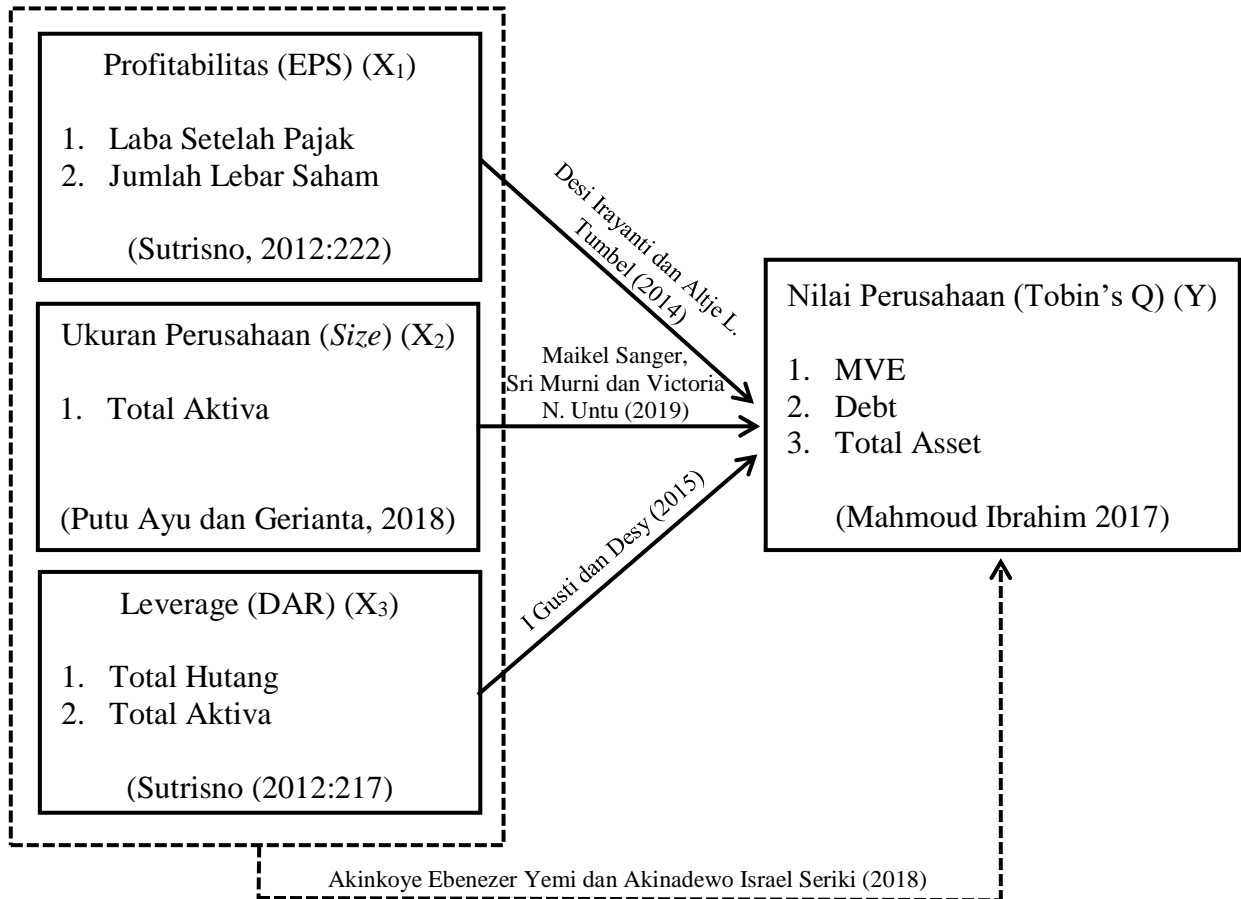 Profitabilitas (EPS) (X₁)
1. Laba Setelah Pajak
2. Jumlah Lebar Saham
(Sutrisno, 2012:222)
Ukuran Perusahaan (Size) (X₂)
1. Total Aktiva
(Putu Ayu dan Gerianta, 2018)
Leverage (DAR) (X₃)
1. Total Hutang
2. Total Aktiva
(Sutrisno (2012:217)
Desi Irayanti dan Altje L.
Tumbel (2014)
Maikel Sanger,
Sri Murni dan Victoria
N. Untu (2019)
I Gusti dan Desy (2015)
Nilai Perusahaan (Tobin’s Q) (Y)
1. MVE
2. Debt
3. Total Asset
(Mahmoud Ibrahim 2017)
Akinkoye Ebenezer Yemi dan Akinadewo Israel Seriki (2018)